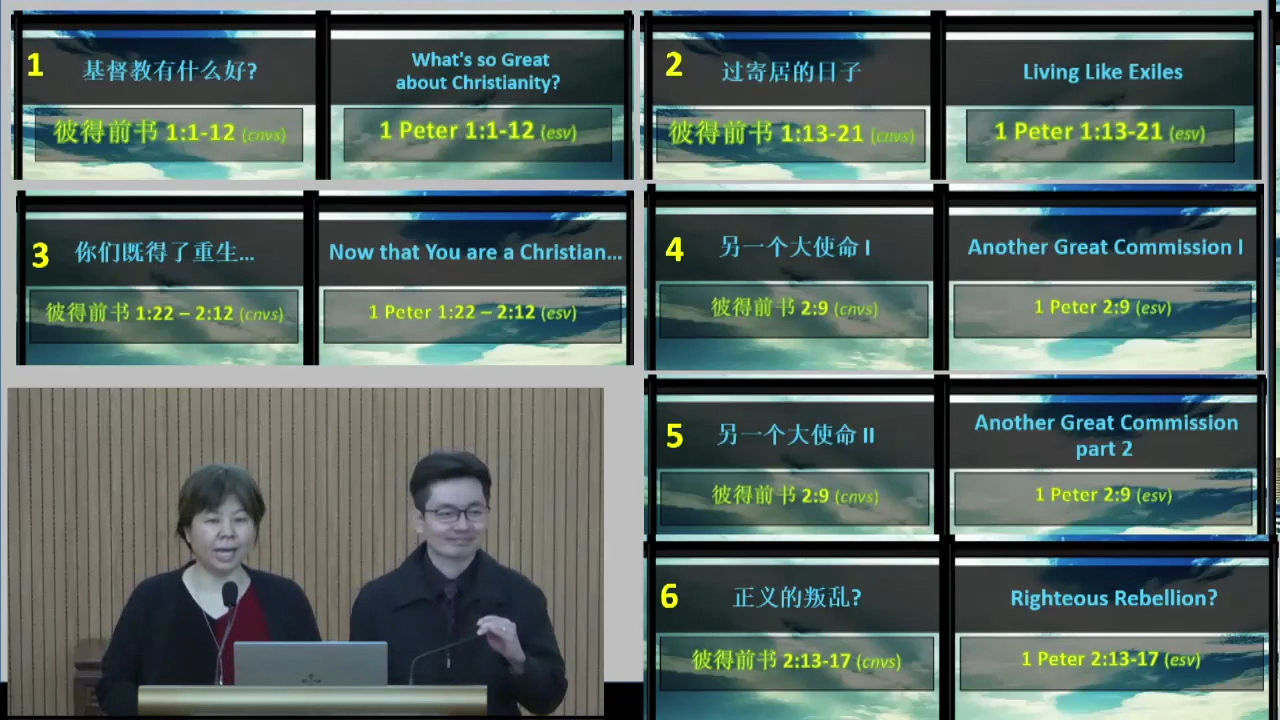 1
基督教有什么好?
彼得前书 1:1-12 (cnvs)
What's so Great
about Christianity?
1 Peter 1:1-12 (esv)
2
过寄居的日子
彼得前书 1:13-21 (cnvs)
Living Like Exiles
1 Peter 1:13-21 (esv)
3
你们既得了重生...
彼得前书 1:22 – 2:12 (cnvs)
Now that You are a Christian...
1 Peter 1:22 – 2:12 (esv)
4
另一个大使命 I
彼得前书 2:9 (cnvs)
Another Great Commission I
1 Peter 2:9 (esv)
5
另一个大使命 II
彼得前书 2:9 (cnvs)
Another Great Commission
part 2
1 Peter 2:9 (esv)
6
正义的叛乱?
彼得前书 2:13-17 (cnvs)
Righteous Rebellion?
1 Peter 2:13-17 (esv)